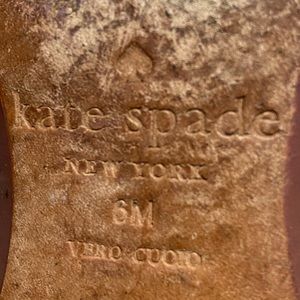 kate spade
NEW YORK
6M
VERO CUOIO